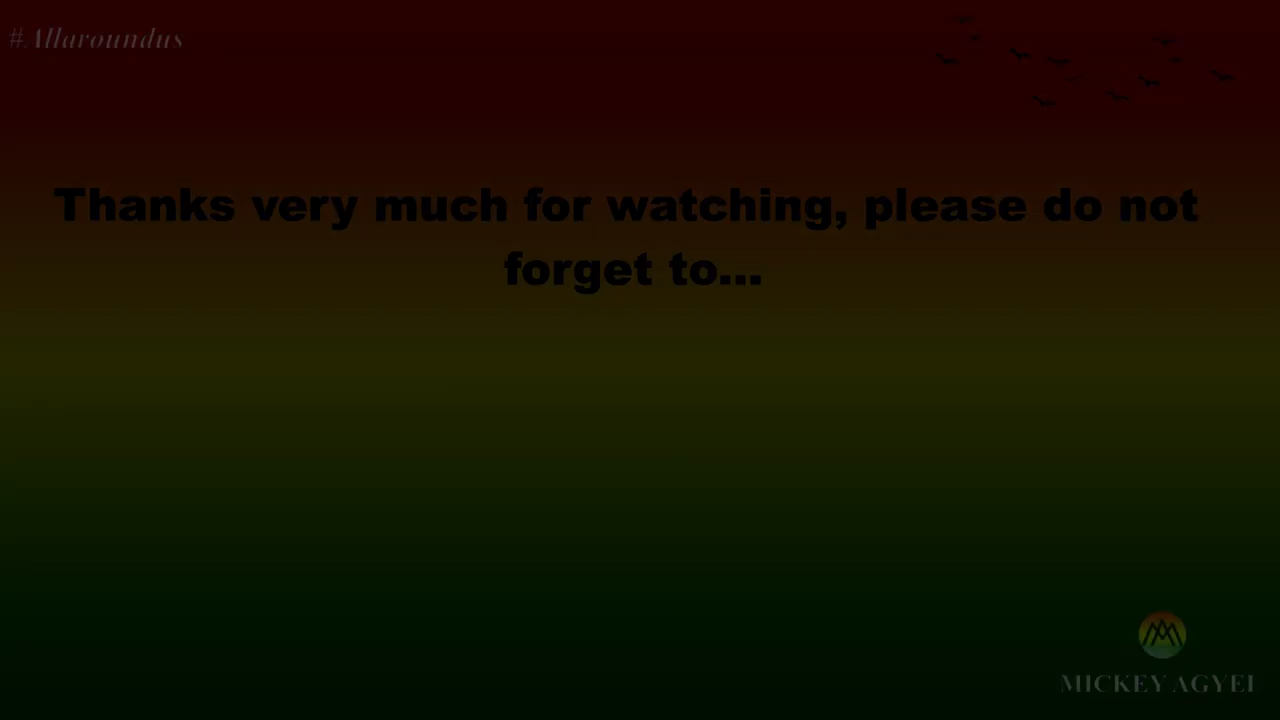 #Allaroundus
Thanks very much for watching, please do not
forget to...
MICKEY AGYEI